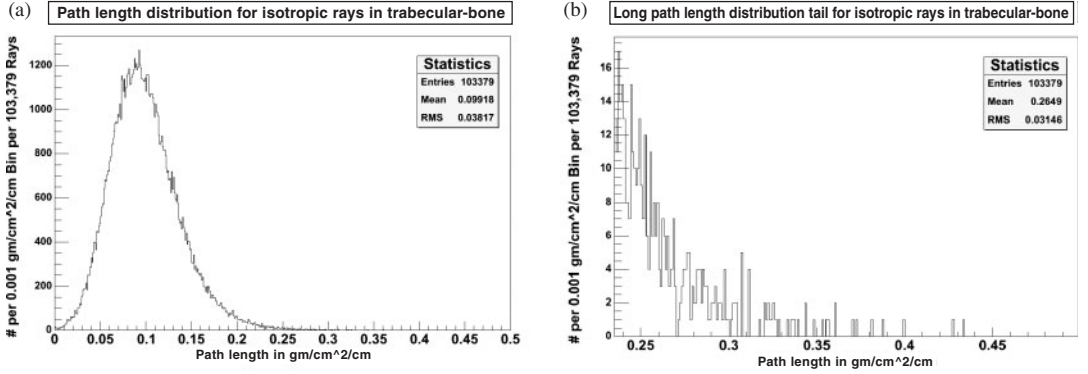 (a)
Path length distribution for isotropic rays in trabecular-bone
# per 0.001 gm/cm^2/cm Bin per 103,379 Rays
1200
1000
800
600
400
200
0
Statistics
Entries 103379
Mean 0.09918
RMS 0.03817
0 0.05 0.1 0.15 0.2 0.25 0.3 0.35 0.4 0.45 0.5
Path length in gm/cm^2/cm
(b)
Long path length distribution tail for isotropic rays in trabecular-bone
# per 0.001 gm/cm^2/cm Bin per 103,379 Rays
16
14
12
10
8
6
4
2
0
Statistics
Entries 103379
Mean 0.2649
RMS 0.03146
0.25 0.3 0.35 0.4 0.45
Path length in gm/cm^2/cm